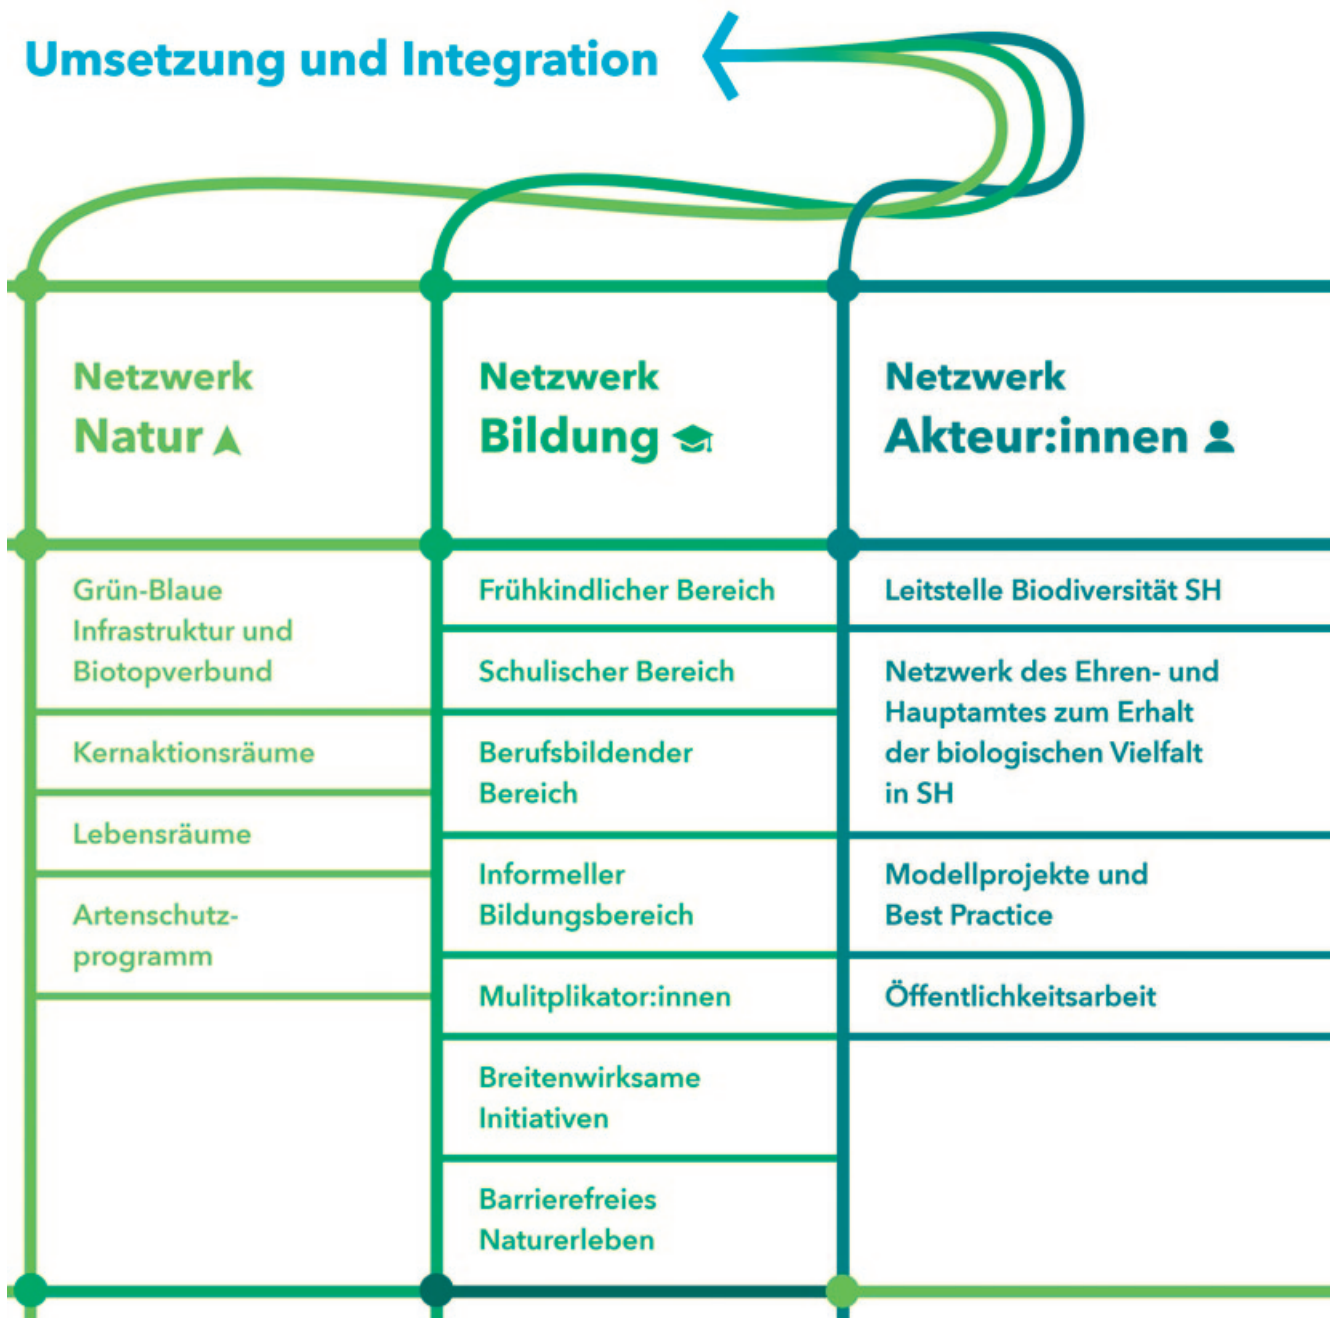 Umsetzung und Integration
Netzwerk
Natur
Grün-Blaue
Infrastruktur und
Biotopverbund
Kernaktionsräume
Lebensräume
Artenschutz-
programm
Netzwerk
Bildung
Frühkindlicher Bereich
Schulischer Bereich
Berufsbildender
Bereich
Informeller
Bildungsbereich
Mulitplikator:innen
Breitenwirksame
Initiativen
Barrierefreies
Naturerleben
Netzwerk
Akteur:innen
Leitstelle Biodiversität SH
Netzwerk des Ehren- und
Hauptamtes zum Erhalt
der biologischen Vielfalt
in SH
Modellprojekte und
Best Practice
Öffentlichkeitsarbeit